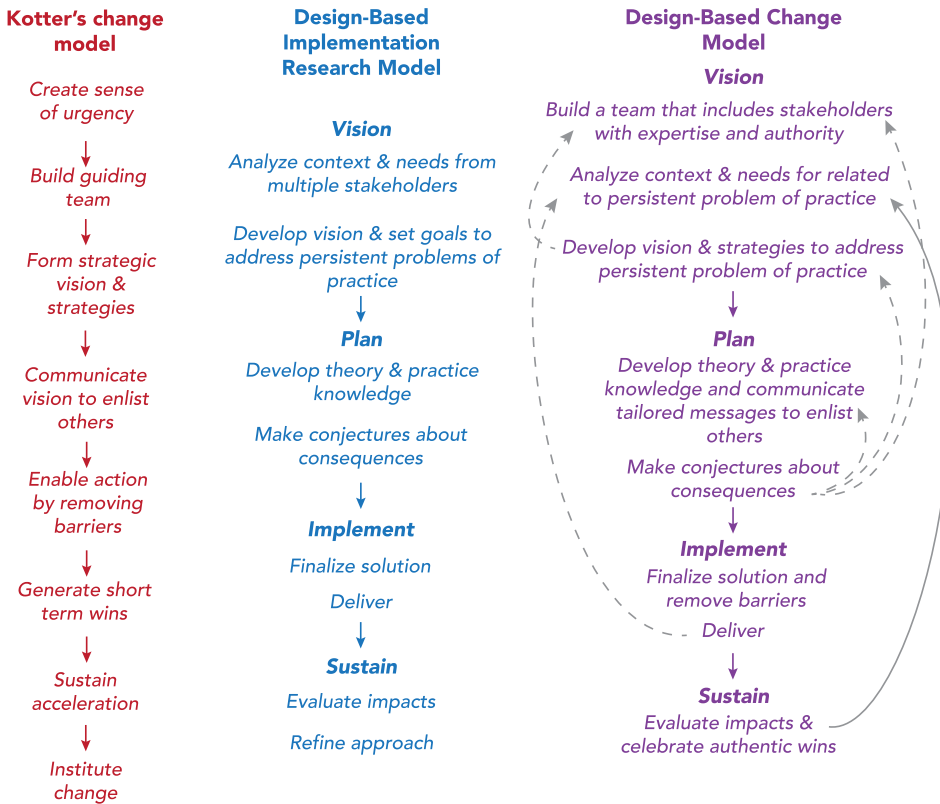 Kotter's change
model
Create sense
of urgency
Build guiding
team
Form strategic
vision &
strategies
Communicate
vision to enlist
others
Enable action
by removing
barriers
Generate short
term wins
Sustain
acceleration
Institute
change
Design-Based
Implementation
Research Model
Vision
Analyze context & needs from
multiple stakeholders
Develop vision & set goals to
address persistent problems of
practice
Plan
Develop theory & practice
knowledge
Make conjectures about
consequences
Implement
Finalize solution
Deliver
Sustain
Evaluate impacts
Refine approach
Design-Based Change
Model
Vision
Build a team that includes stakeholders
with expertise and authority
Analyze context & needs for related
to persistent problem of practice
Develop vision & strategies to address
persistent problem of practice
Plan
Develop theory & practice
knowledge and communicate
tailored messages to enlist
others
Make conjectures about
consequences
Implement
Finalize solution and
remove barriers
Deliver
Sustain
Evaluate impacts &
celebrate authentic wins